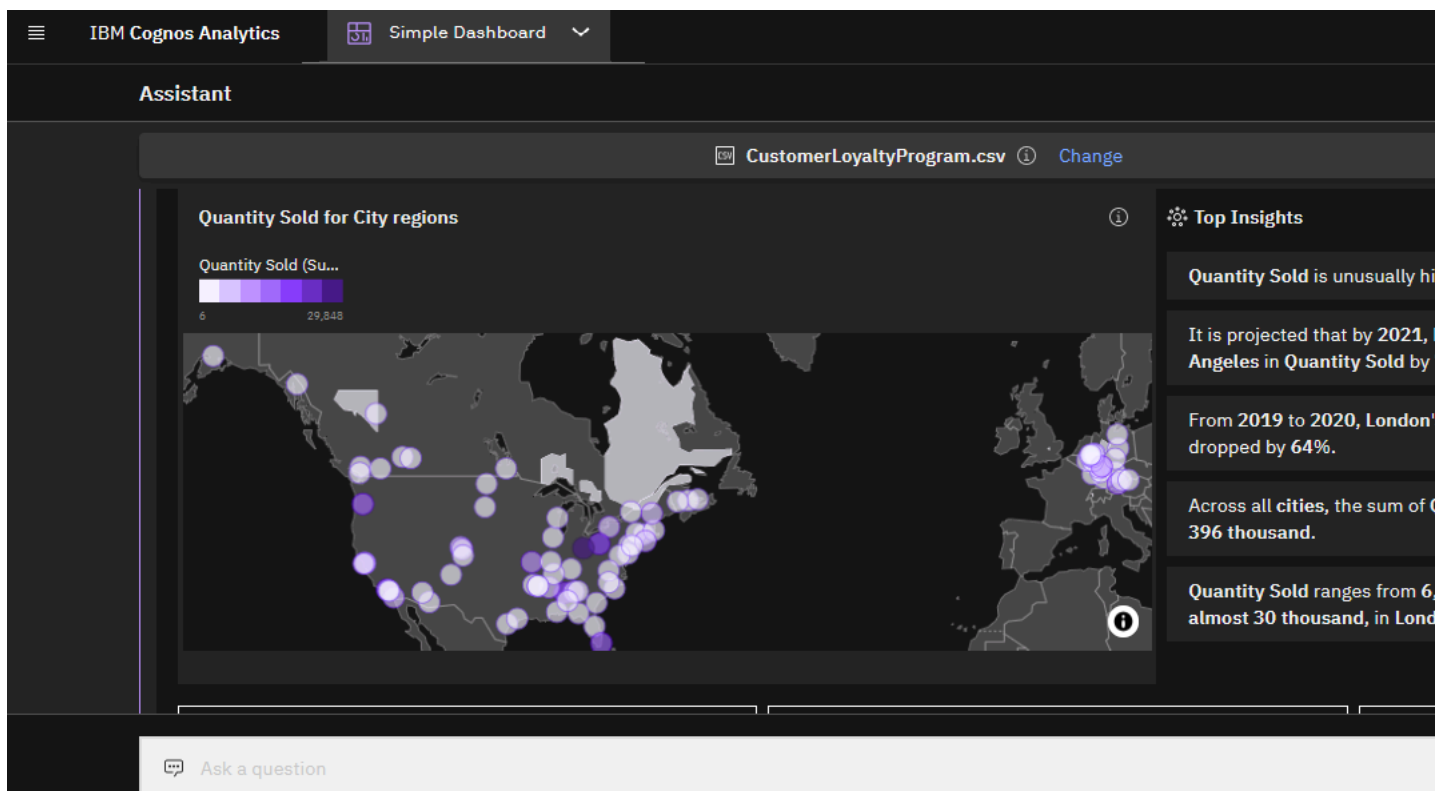 IBM Cognos Analytics
Simple Dashboard
Assistant
CSV CustomerLoyaltyProgram.csv Change
Quantity Sold for City regions
Quantity Sold (Su...
6 29,848
Top Insights
Quantity Sold is unusually hi
It is projected that by 2021,
Angeles in Quantity Sold by
From 2019 to 2020, London'
dropped by 64%.
Across all cities, the sum of
396 thousand.
Quantity Sold ranges from 6,
almost 30 thousand, in Lond
Ask a question